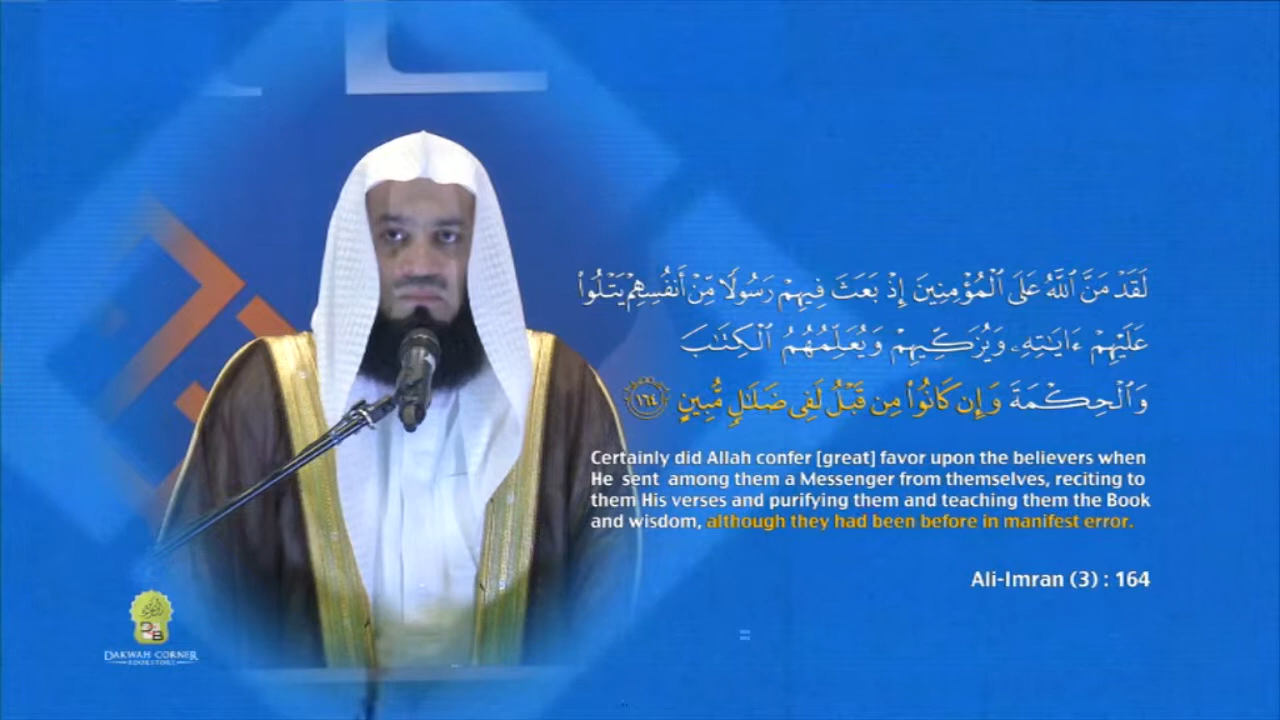 لَقَدْ مَنَّ ٱللَّهُ عَلَى ٱلْمُؤْمِنِينَ إِذْ بَعَثَ فِيهِمْ رَسُولًا مِّنْ أَنفُسِهِمْ يَتْلُوا۟
عَلَيْهِمْ ءَايَـٰتِهِۦ وَيُزَكِّيهِمْ وَيُعَلِّمُهُمُ ٱلْكِتَـٰبَ
وَٱلْحِكْمَةَ وَإِن كَانُوا۟ مِن قَبْلُ لَفِى ضَلَـٰلٍ مُّبِينٍ ١٦٤
Certainly did Allah confer [great] favor upon the believers when
He sent among them a Messenger from themselves, reciting to
them His verses and purifying them and teaching them the Book
and wisdom, although they had been before in manifest error.
Ali-Imran (3) : 164
DAKWAH CORNER
BOOKSTORE